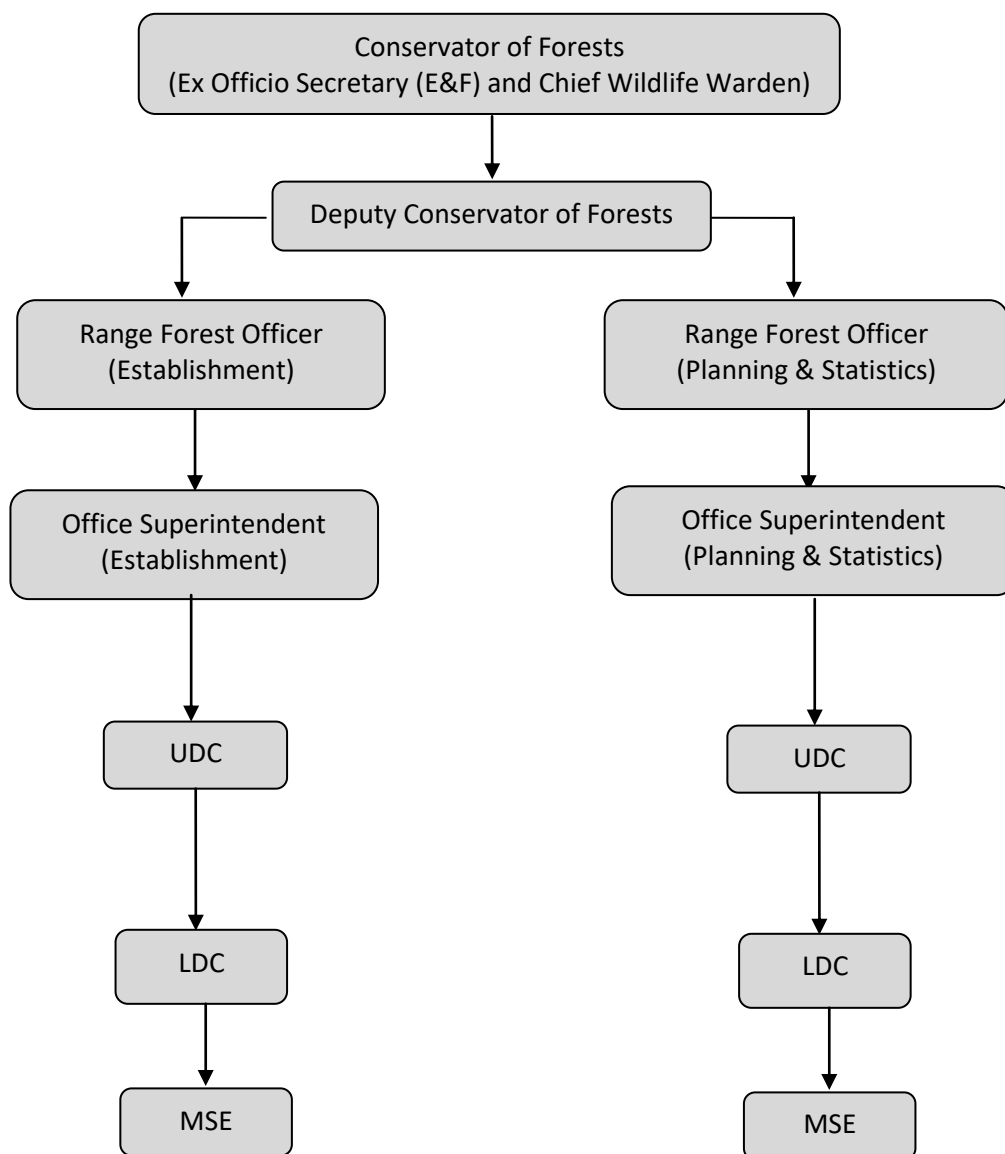 Conservator of Forests
(Ex Officio Secretary (E&F) and Chief Wildlife Warden)
Deputy Conservator of Forests
Range Forest Officer
(Establishment)
Range Forest Officer
(Planning & Statistics)
Office Superintendent
(Establishment)
Office Superintendent
(Planning & Statistics)
UDC
UDC
LDC
LDC
MSE
MSE